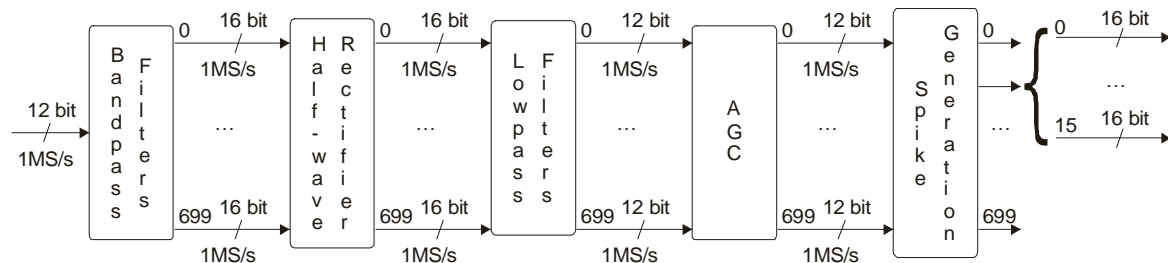 12 bit
1MS/s
Bandpass
Filters
0
16 bit
1MS/s
...
699
16 bit
1MS/s
Half-wave
Rectifier
0
16 bit
1MS/s
...
699
16 bit
1MS/s
Lowpass
Filters
0
12 bit
1MS/s
...
699
12 bit
1MS/s
AGC
0
12 bit
1MS/s
...
699
12 bit
1MS/s
Spike
Generation
0
...
699
{
0
16 bit
...
15
16 bit